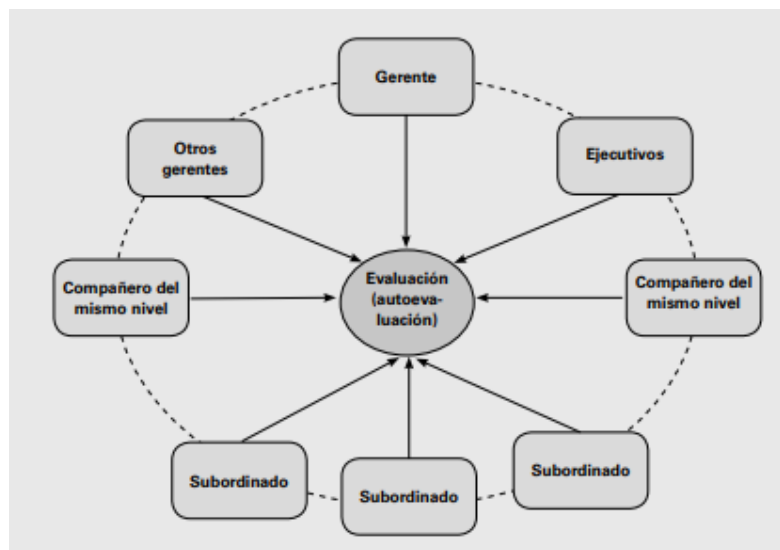 Gerente
Otros
gerentes
Ejecutivos
Compañero del
mismo nivel
Evaluación
(autoeva-
luación)
Compañero del
mismo nivel
Subordinado
Subordinado
Subordinado